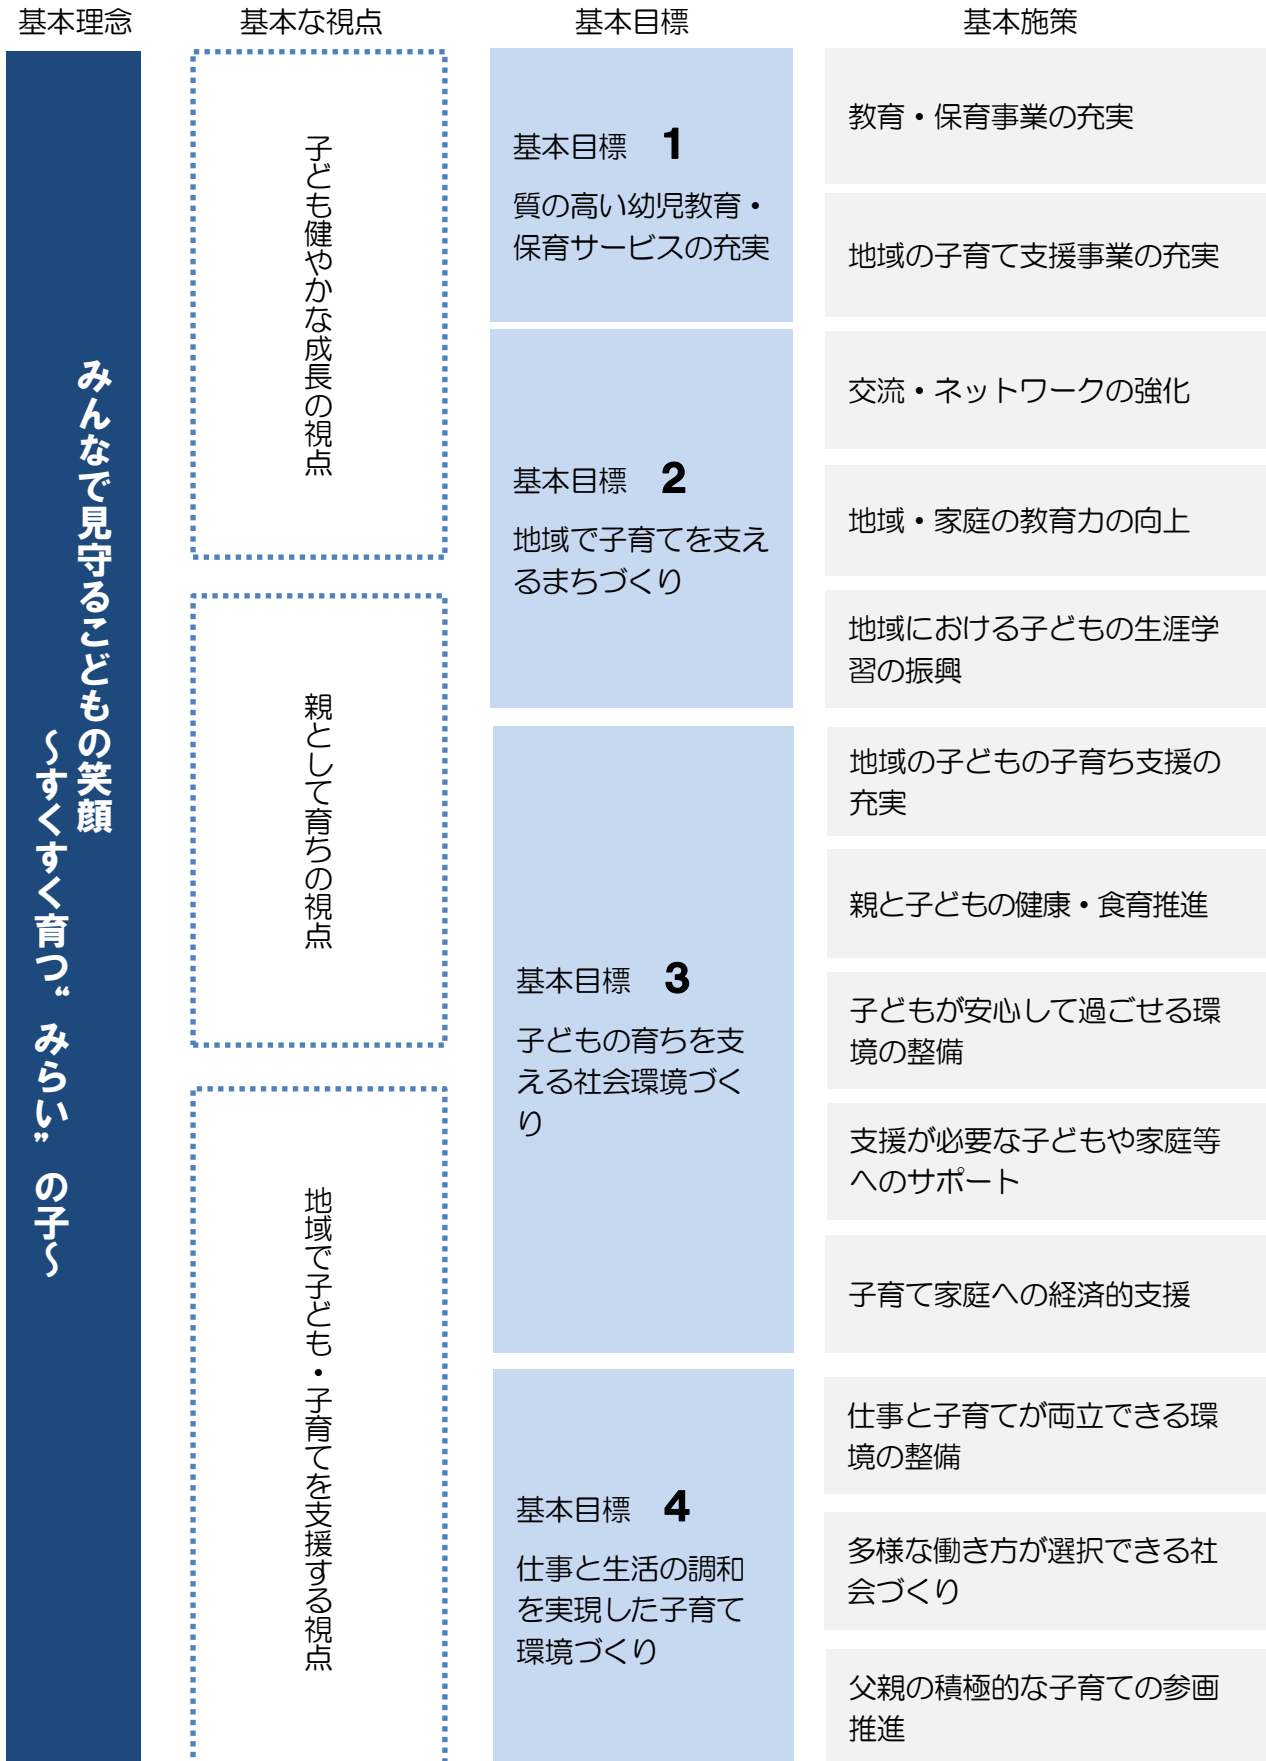 基本理念
基本な視点
基本目標
基本施策
みんなで見守るこどもの笑顔
～すくすく育つ“みらい”の子～
子ども健やかな成長の視点
親として育ちの視点
地域で子ども・子育てを支援する視点
基本目標 1
質の高い幼児教育・
保育サービスの充実
基本目標 2
地域で子育てを支え
るまちづくり
基本目標 3
子どもの育ちを支
える社会環境づく
り
基本目標 4
仕事と生活の調和
を実現した子育て
環境づくり
教育・保育事業の充実
地域の子育て支援事業の充実
交流・ネットワークの強化
地域・家庭の教育力の向上
地域における子どもの生涯学
習の振興
地域の子どもの子育ち支援の
充実
親と子どもの健康・食育推進
子どもが安心して過ごせる環
境の整備
支援が必要な子どもや家庭等
へのサポート
子育て家庭への経済的支援
仕事と子育てが両立できる環
境の整備
多様な働き方が選択できる社
会づくり
父親の積極的な子育ての参画
推進